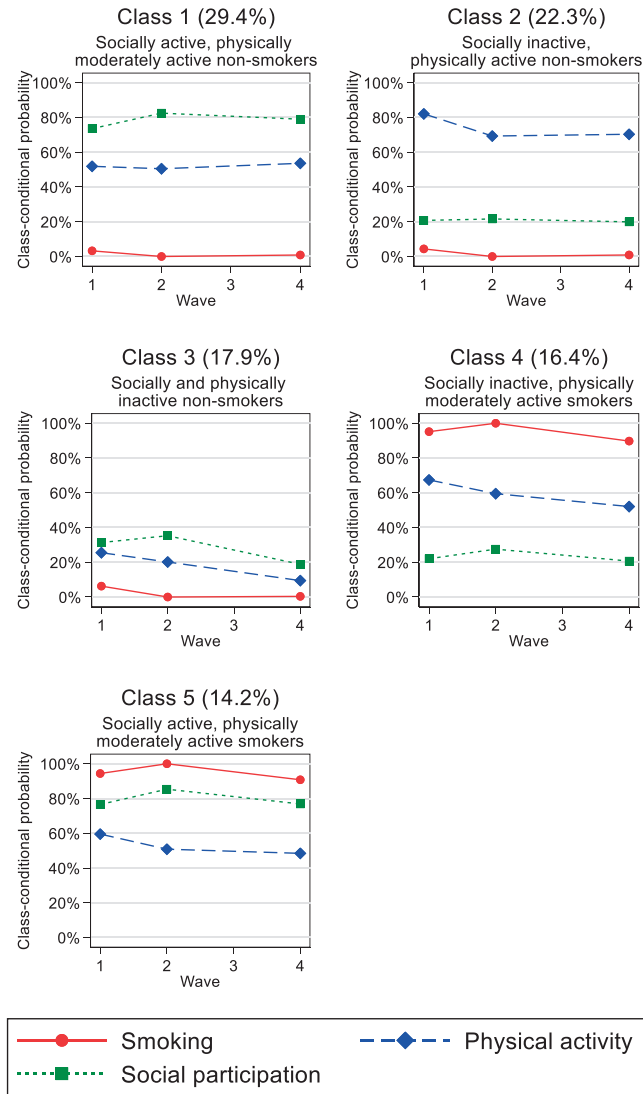 Class 1 (29.4%)
Socially active, physically
moderately active non-smokers
Class-conditional probability
100%
80%
60%
40%
20%
0%
1
2
3
4
Wave
Class 2 (22.3%)
Socially inactive,
physically active non-smokers
Class-conditional probability
100%
80%
60%
40%
20%
0%
1
2
3
4
Wave
Class 3 (17.9%)
Socially and physically
inactive non-smokers
Class-conditional probability
100%
80%
60%
40%
20%
0%
1
2
3
4
Wave
Class 4 (16.4%)
Socially inactive, physically
moderately active smokers
Class-conditional probability
100%
80%
60%
40%
20%
0%
1
2
3
4
Wave
Class 5 (14.2%)
Socially active, physically
moderately active smokers
Class-conditional probability
100%
80%
60%
40%
20%
0%
1
2
3
4
Wave
Smoking
Physical activity
Social participation